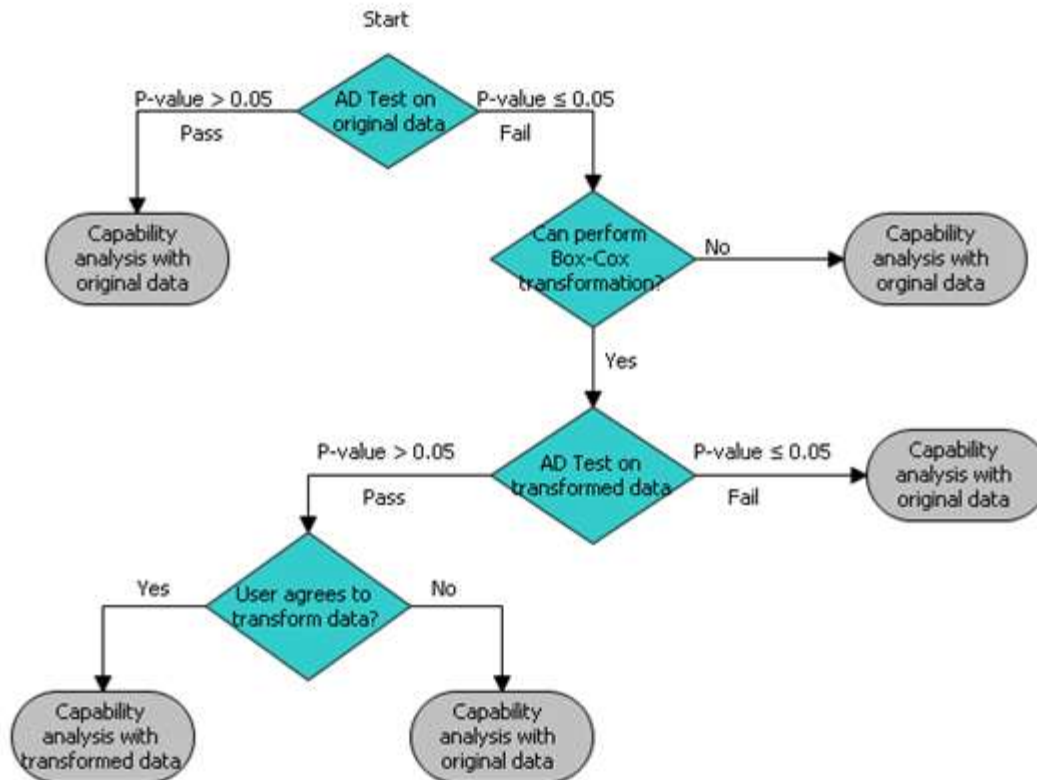 Start
P-value > 0.05
AD Test on
original data
P-value ≤ 0.05
Pass
Fail
Capability
analysis with
original data
Can perform
Box-Cox
transformation?
No
Capability
analysis with
orginal data
Yes
P-value > 0.05
AD Test on
transformed data
P-value ≤ 0.05
Pass
Fail
Capability
analysis with
original data
Yes
User agrees to
transform data?
No
Capability
analysis with
transformed data
Capability
analysis with
original data